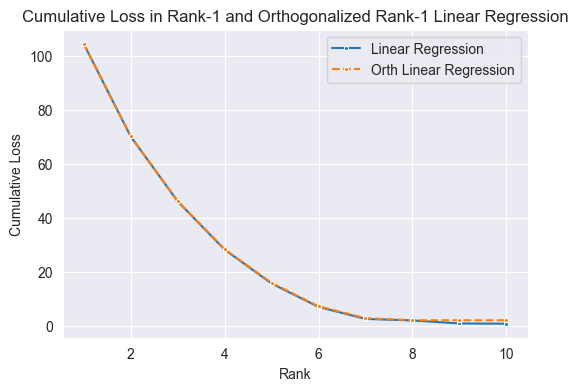 Cumulative Loss in Rank-1 and Orthogonalized Rank-1 Linear Regression
Linear Regression
Orth Linear Regression
Cumulative Loss
100
80
60
40
20
0
2 4 6 8 10
Rank